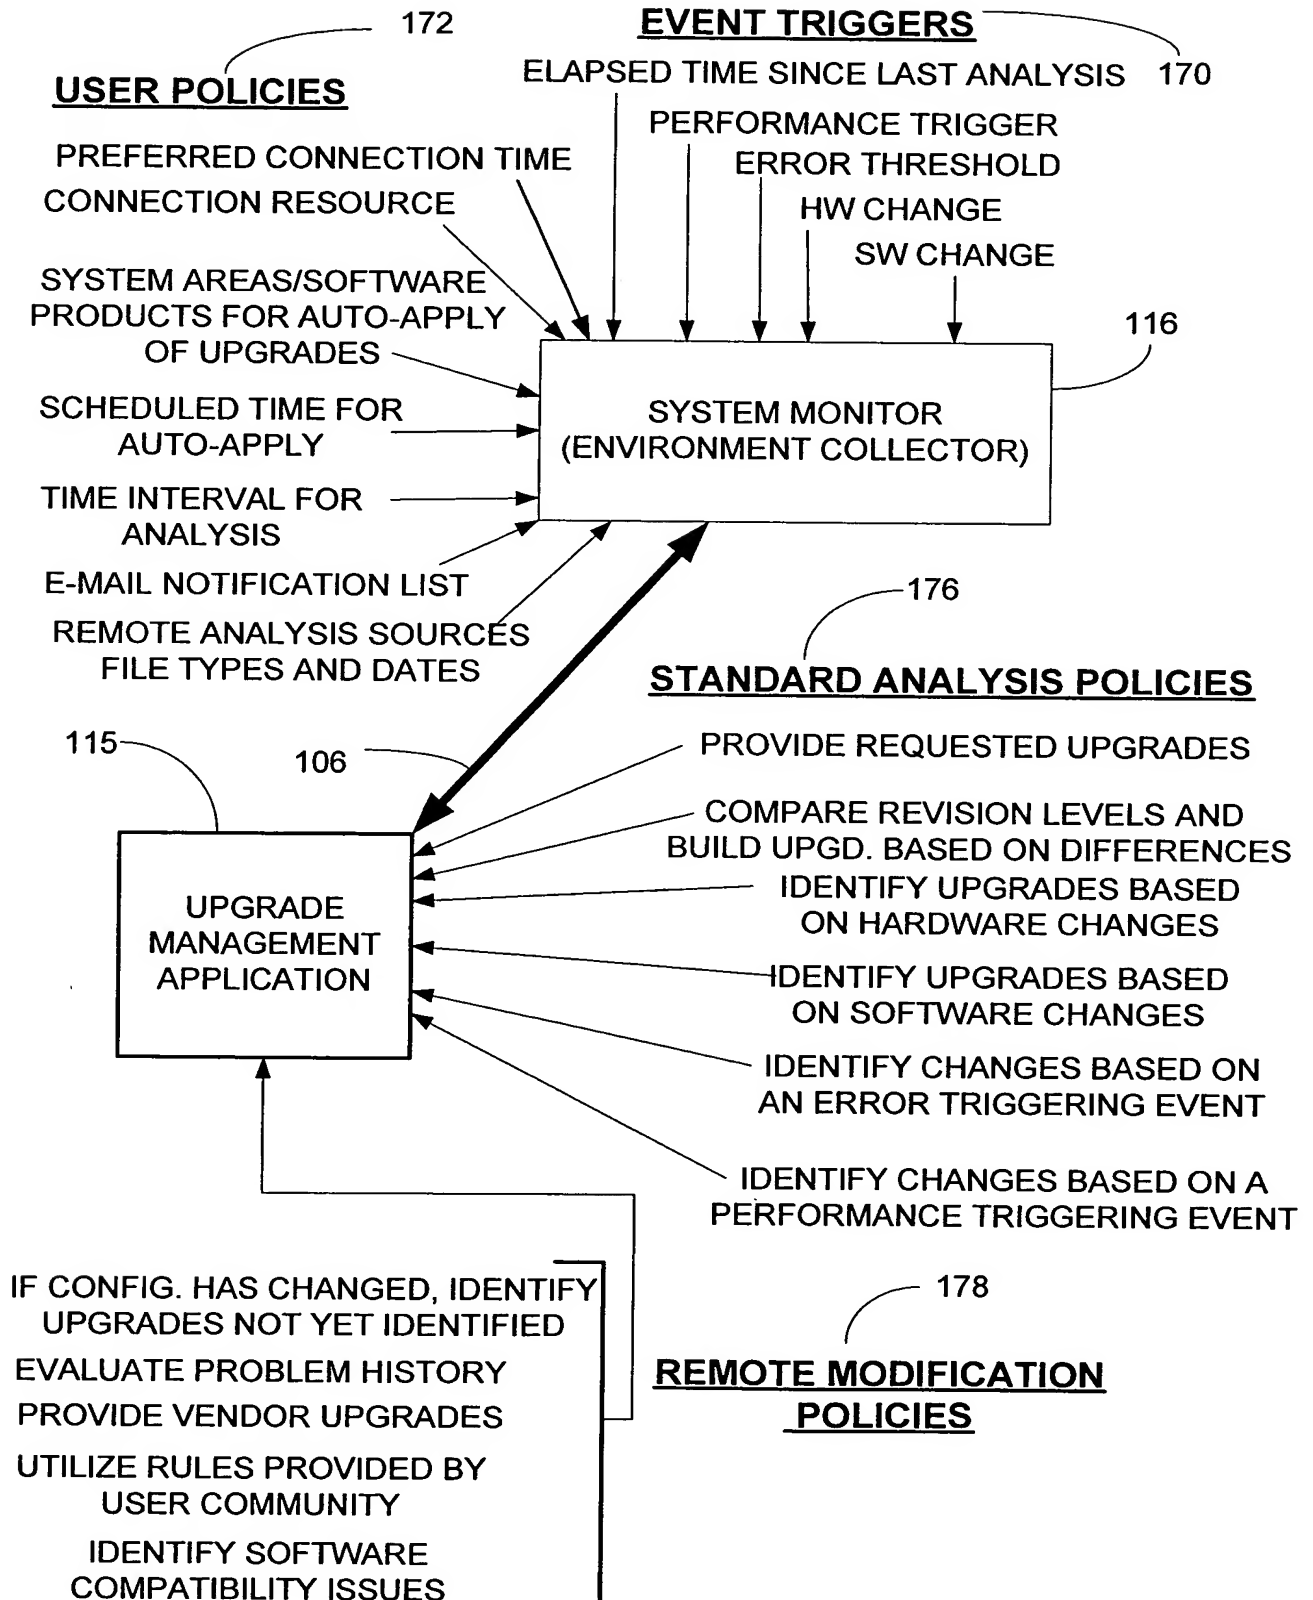 172
USER POLICIES
PREFERRED CONNECTION TIME
CONNECTION RESOURCE
SYSTEM AREAS/SOFTWARE
PRODUCTS FOR AUTO-APPLY
OF UPGRADES
SCHEDULED TIME FOR
AUTO-APPLY
TIME INTERVAL FOR
ANALYSIS
E-MAIL NOTIFICATION LIST
REMOTE ANALYSIS SOURCES
FILE TYPES AND DATES
EVENT TRIGGERS
170
ELAPSED TIME SINCE LAST ANALYSIS
PERFORMANCE TRIGGER
ERROR THRESHOLD
HW CHANGE
SW CHANGE
116
SYSTEM MONITOR
(ENVIRONMENT COLLECTOR)
176
STANDARD ANALYSIS POLICIES
PROVIDE REQUESTED UPGRADES
COMPARE REVISION LEVELS AND
BUILD UPGD. BASED ON DIFFERENCES
IDENTIFY UPGRADES BASED
ON HARDWARE CHANGES
IDENTIFY UPGRADES BASED
ON SOFTWARE CHANGES
IDENTIFY CHANGES BASED ON
AN ERROR TRIGGERING EVENT
IDENTIFY CHANGES BASED ON A
PERFORMANCE TRIGGERING EVENT
115
106
UPGRADE
MANAGEMENT
APPLICATION
178
REMOTE MODIFICATION
POLICIES
IF CONFIG. HAS CHANGED, IDENTIFY
UPGRADES NOT YET IDENTIFIED
EVALUATE PROBLEM HISTORY
PROVIDE VENDOR UPGRADES
UTILIZE RULES PROVIDED BY
USER COMMUNITY
IDENTIFY SOFTWARE
COMPATIBILITY ISSUES